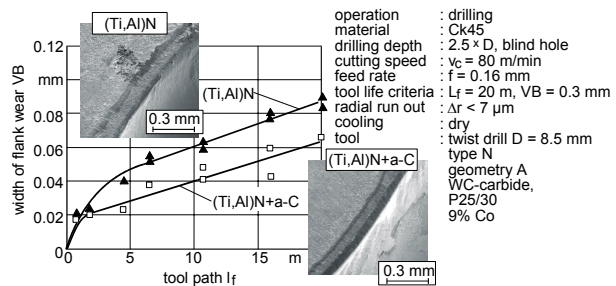 (Ti,Al)N
0.12
mm
0.08
0.06
0.04
0.02
0
0
5
10
15
m
width of flank wear VB
tool path lf
(Ti,Al)N
0.3 mm
(Ti,Al)N+a-C
(Ti,Al)N+a-C
0.3 mm
operation : drilling
material : Ck45
drilling depth : 2.5 x D, blind hole
cutting speed : vc = 80 m/min
feed rate : f = 0.16 mm
tool life criteria : Lf = 20 m, VB = 0.3 mm
radial run out : Δr < 7 μm
cooling : dry
tool : twist drill D = 8.5 mm
type N
geometry A
WC-carbide,
P25/30
9% Co